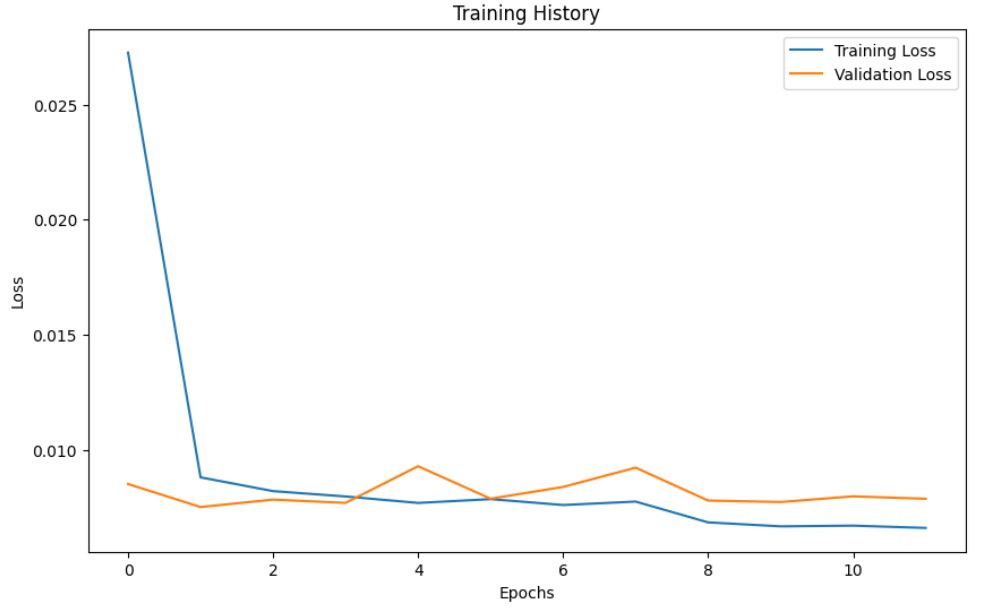 Training History
Training Loss
Validation Loss
0.025
0.020
0.015
0.010
Loss
0 2 4 6 8 10
Epochs